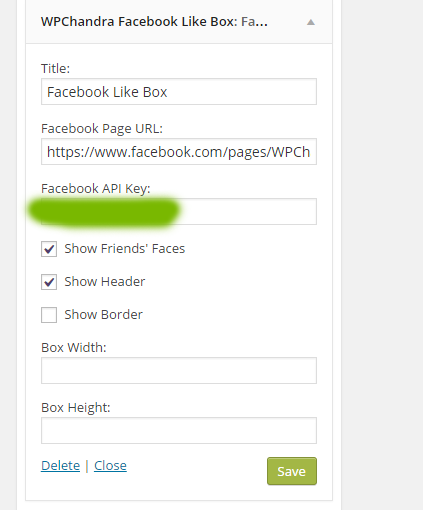 WPChandra Facebook Like Box: Fa...
Title:
Facebook Like Box
Facebook Page URL:
https://www.facebook.com/pages/WPCh
Facebook API Key:
Show Friends' Faces
Show Header
Show Border
Box Width:
Box Height:
Delete | Close
Save